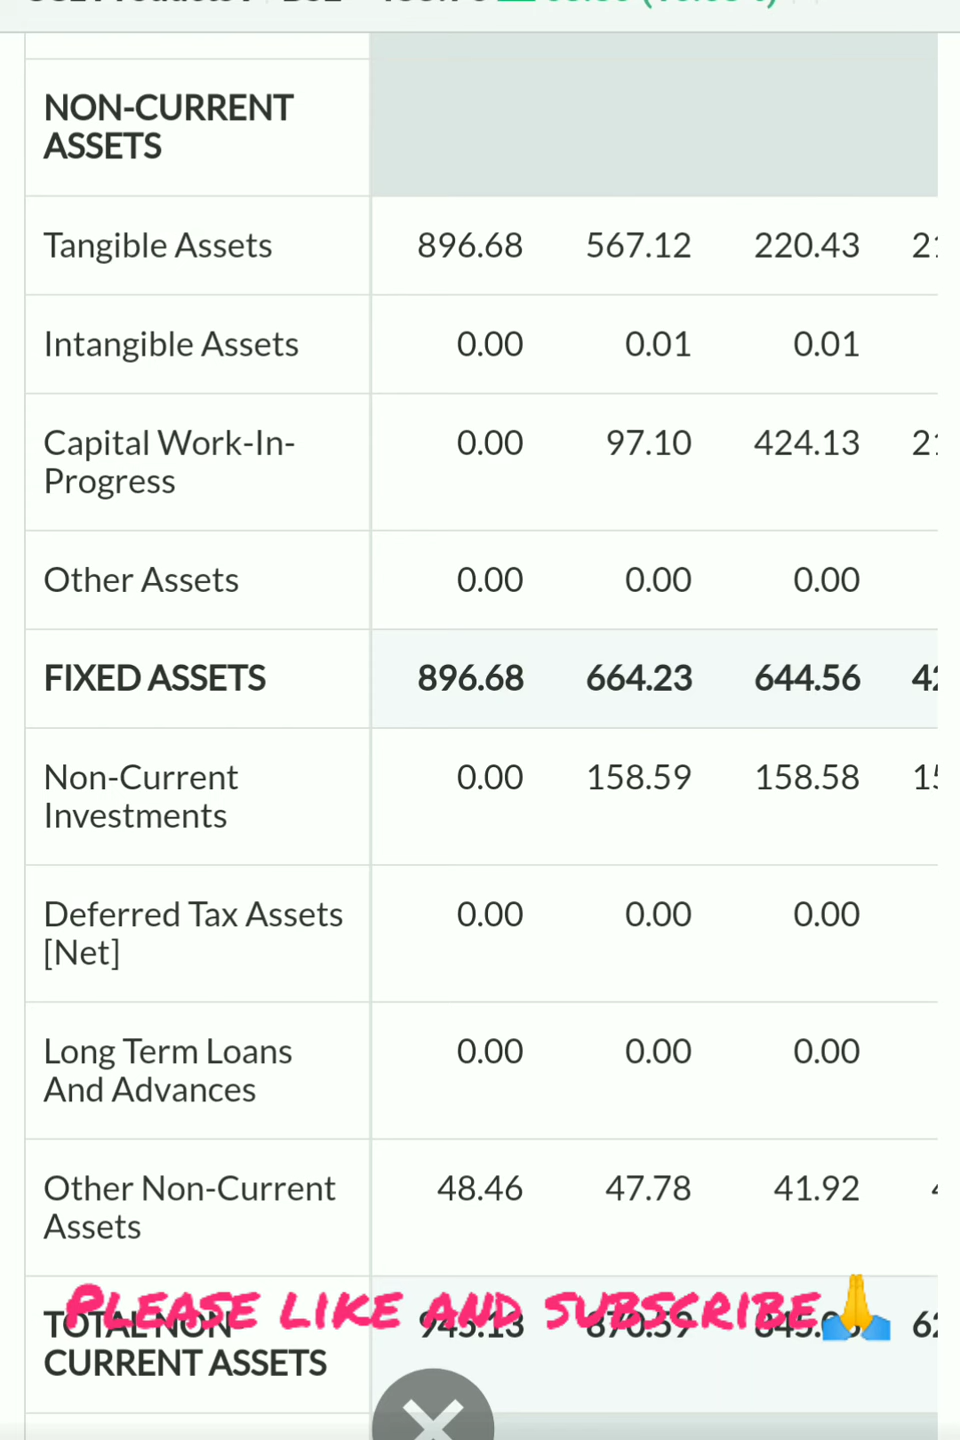 NON-CURRENT
ASSETS
Tangible Assets 896.68 567.12 220.43
Intangible Assets 0.00 0.01 0.01
Capital Work-In-
Progress 0.00 97.10 424.13
Other Assets 0.00 0.00 0.00
FIXED ASSETS 896.68 664.23 644.56
Non-Current
Investments 0.00 158.59 158.58
Deferred Tax Assets
[Net] 0.00 0.00 0.00
Long Term Loans
And Advances 0.00 0.00 0.00
Other Non-Current
Assets 48.46 47.78 41.92
PLEASE LIKE AND SUBSCRIBE🙏
TOTAL NON
CURRENT ASSETS